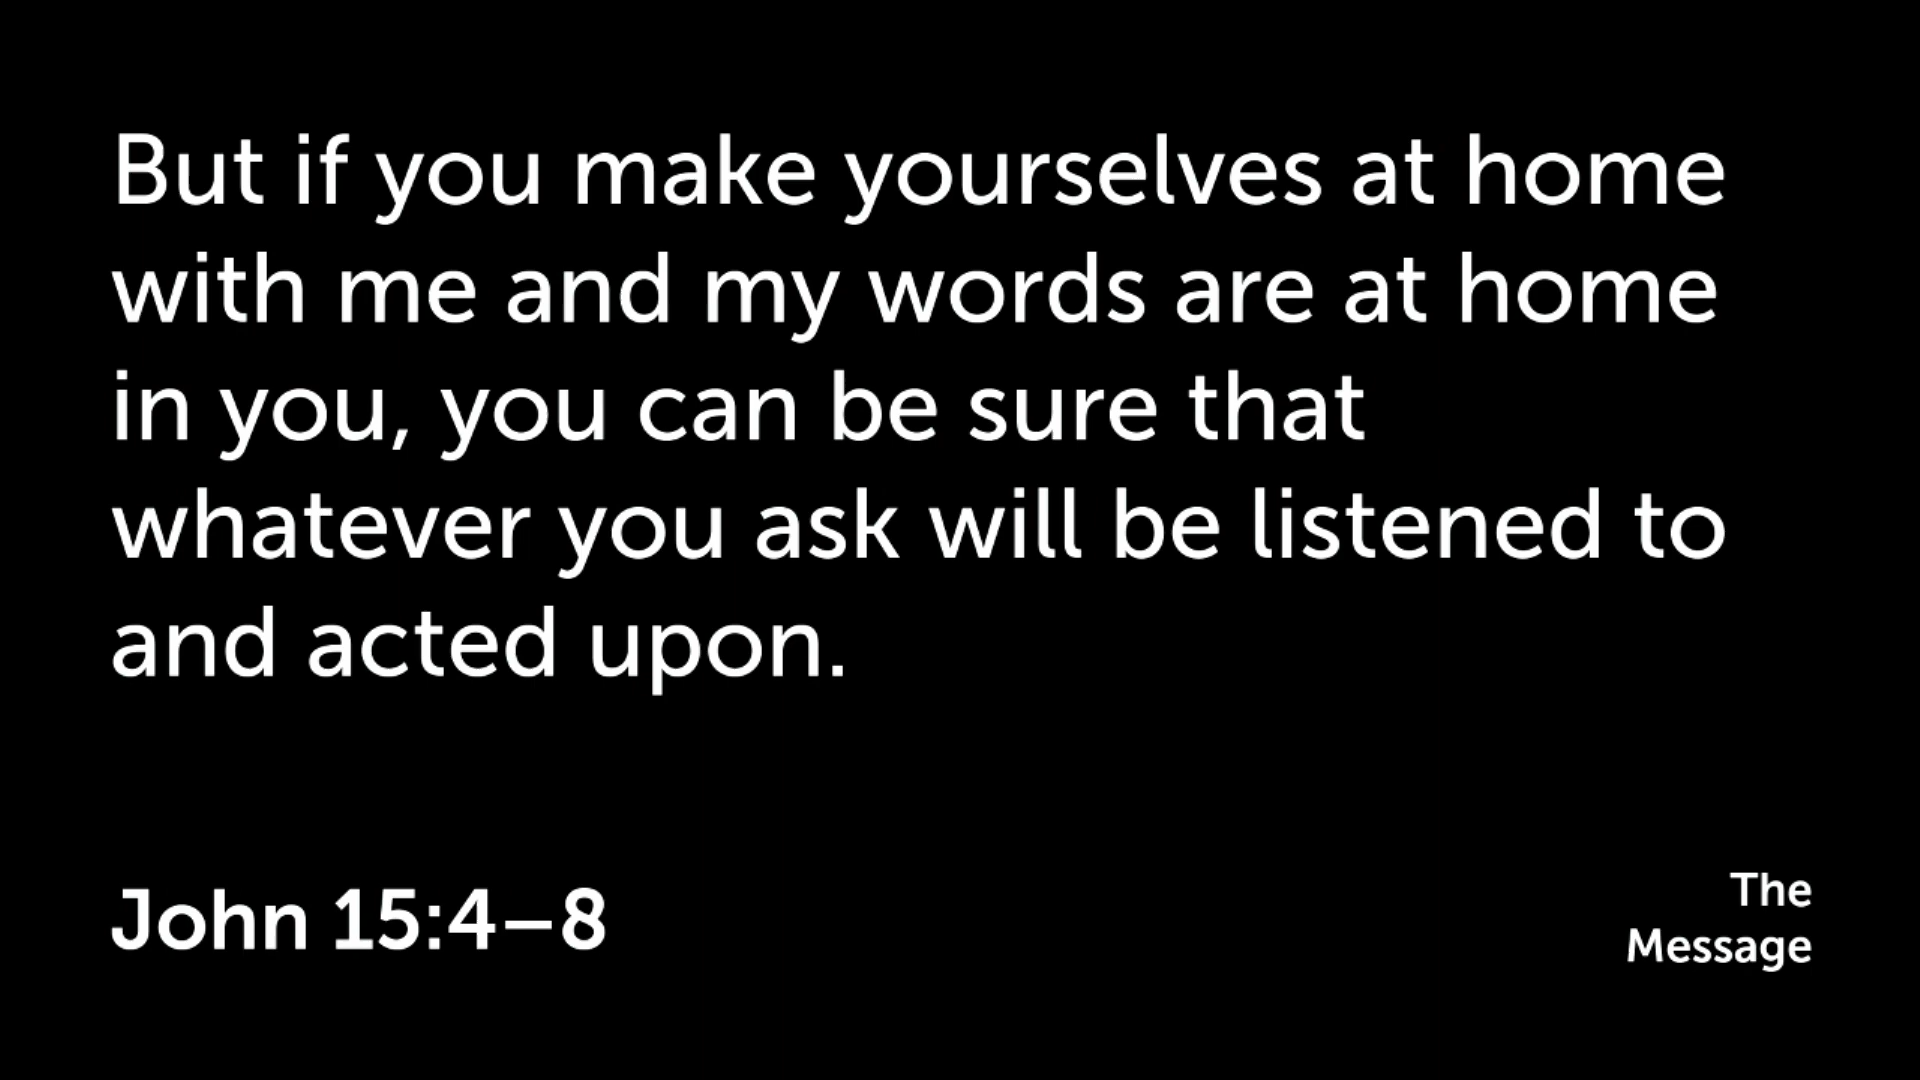 But if you make yourselves at home
with me and my words are at home
in you, you can be sure that
whatever you ask will be listened to
and acted upon.
John 15:4–8
The
Message